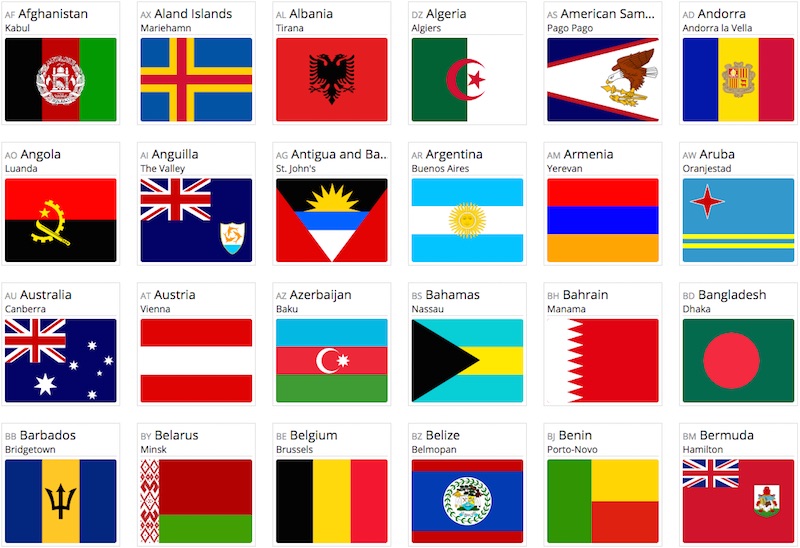 AF Afghanistan
Kabul
AX Aland Islands
Mariehamn
AL Albania
Tirana
DZ Algeria
Algiers
AS American Sam...
Pago Pago
AD Andorra
Andorra la Vella
AO Angola
Luanda
AI Anguilla
The Valley
AG Antigua and Ba...
St. John's
AR Argentina
Buenos Aires
AM Armenia
Yerevan
AW Aruba
Oranjestad
AU Australia
Canberra
AT Austria
Vienna
AZ Azerbaijan
Baku
BS Bahamas
Nassau
BH Bahrain
Manama
BD Bangladesh
Dhaka
BB Barbados
Bridgetown
BY Belarus
Minsk
BE Belgium
Brussels
BZ Belize
Belmopan
BJ Benin
Porto-Novo
BM Bermuda
Hamilton